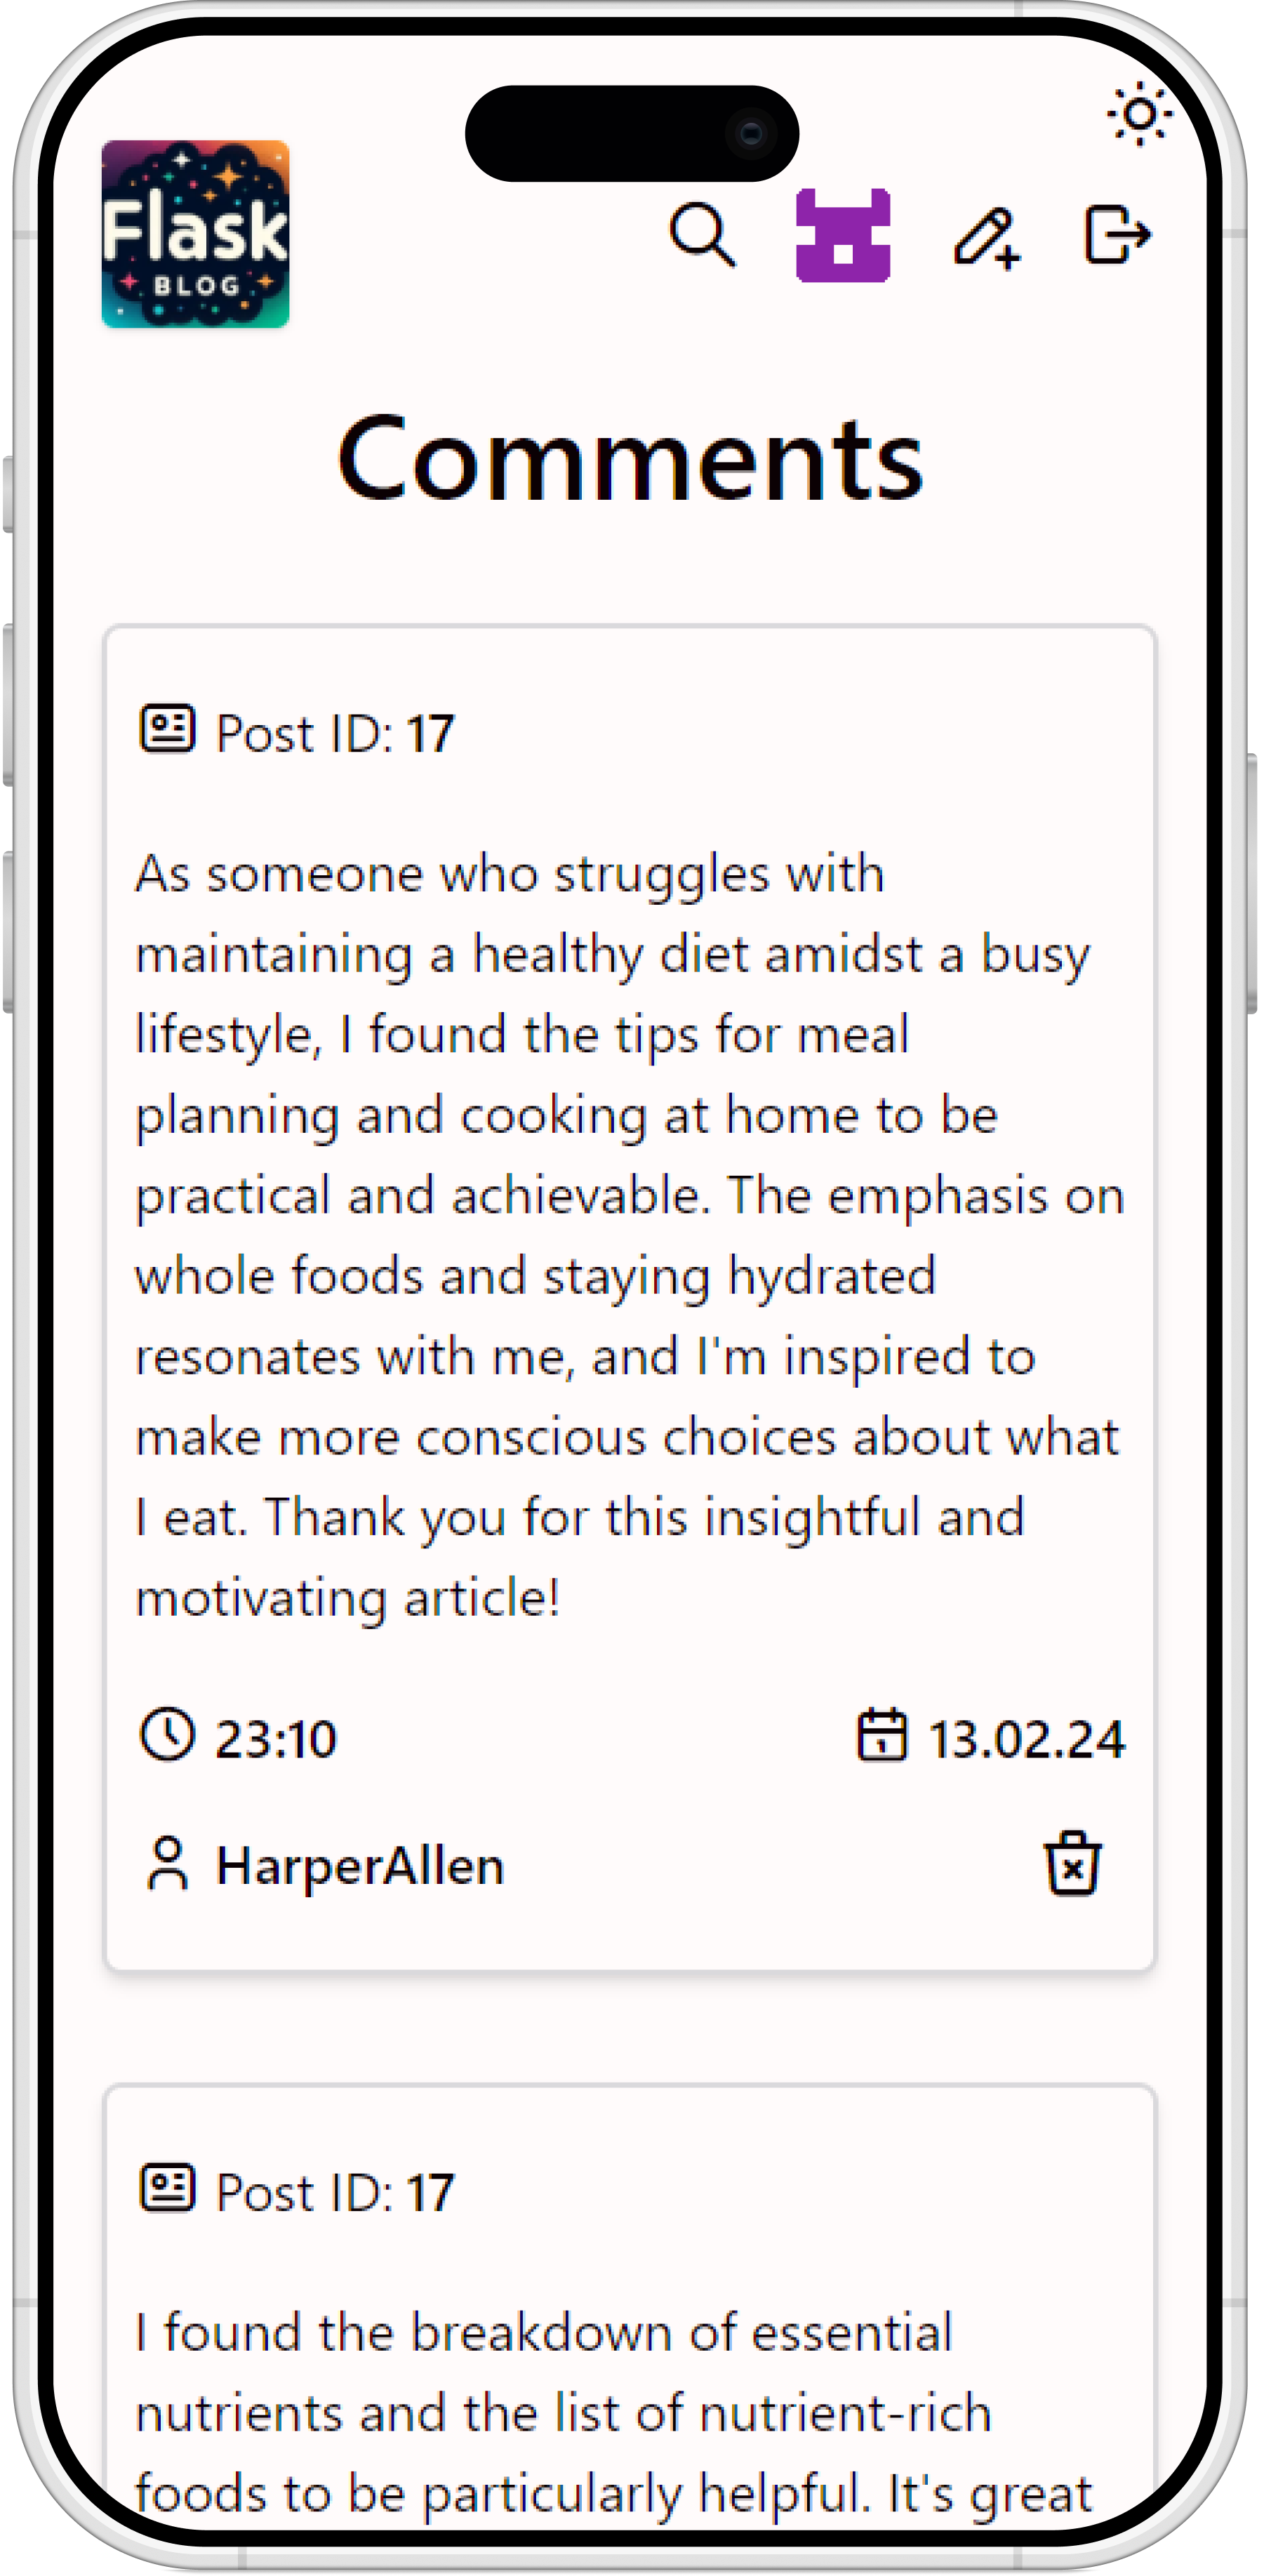 Flask
BLOG
Comments
Post ID: 17
As someone who struggles with
maintaining a healthy diet amidst a busy
lifestyle, I found the tips for meal
planning and cooking at home to be
practical and achievable. The emphasis on
whole foods and staying hydrated
resonates with me, and I'm inspired to
make more conscious choices about what
I eat. Thank you for this insightful and
motivating article!
23:10 13.02.24
HarperAllen
Post ID: 17
I found the breakdown of essential
nutrients and the list of nutrient-rich
foods to be particularly helpful. It's great